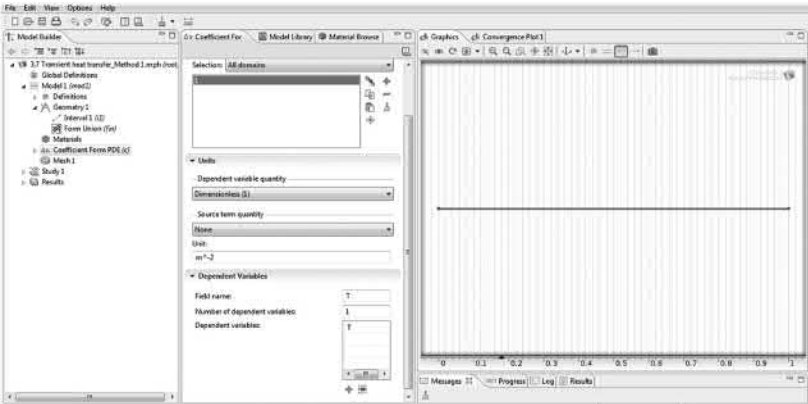 File Edit View Options Help
Model Builder
3.7 Transient heat transfer_Method 1.mph (root)
Global Definitions
Model 1 (mod1)
Definitions
Geometry 1
Interval 1 (i1)
Form Union (fin)
Materials
Coefficient Form PDE (c)
Mesh 1
Study 1
Results
Coefficient For
Model Library
Material Browse
Selection: All domains
1
Units
Dependent variable quantity
Dimensionless (1)
Source term quantity
None
Unit:
m^-2
Dependent Variables
Field name: T
Number of dependent variables: 1
Dependent variables: T
Graphics
Convergence Plot 1
0 0.1 0.2 0.3 0.4 0.5 0.6 0.7 0.8 0.9 1
Messages
Progress
Log
Results